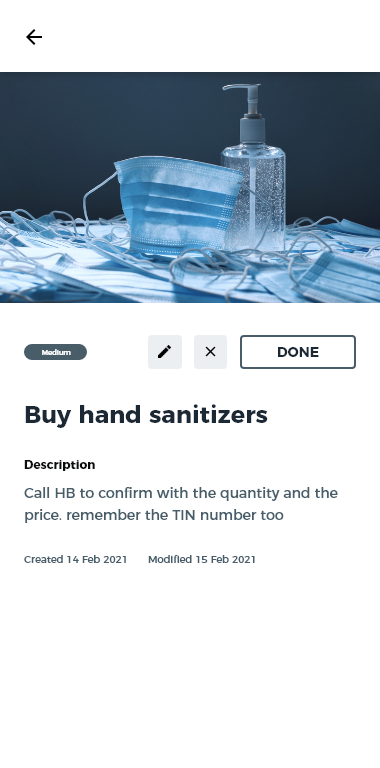 Medium
DONE
Buy hand sanitizers
Description
Call HB to confirm with the quantity and the
price. remember the TIN number too
Created 14 Feb 2021 Modified 15 Feb 2021